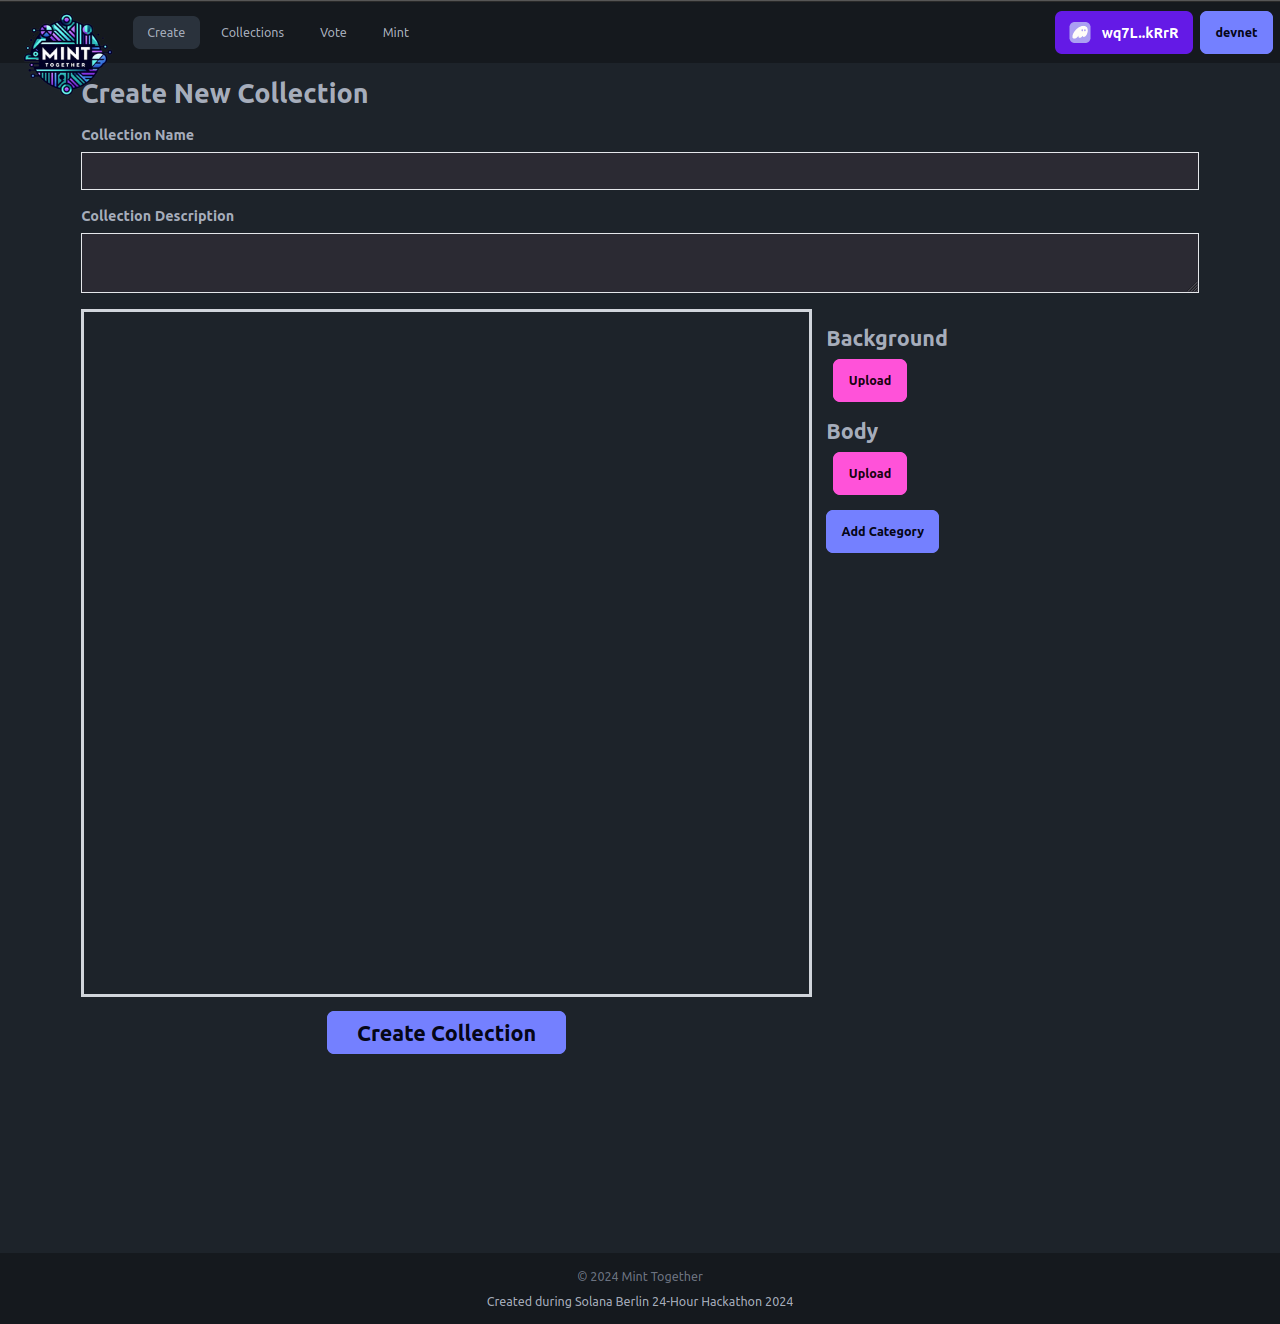 MINT
TOGETHER
Create
Collections
Vote
Mint
wq7L..kRrR
devnet
Create New Collection
Collection Name
Collection Description
Background
Upload
Body
Upload
Add Category
Create Collection
© 2024 Mint Together
Created during Solana Berlin 24-Hour Hackathon 2024